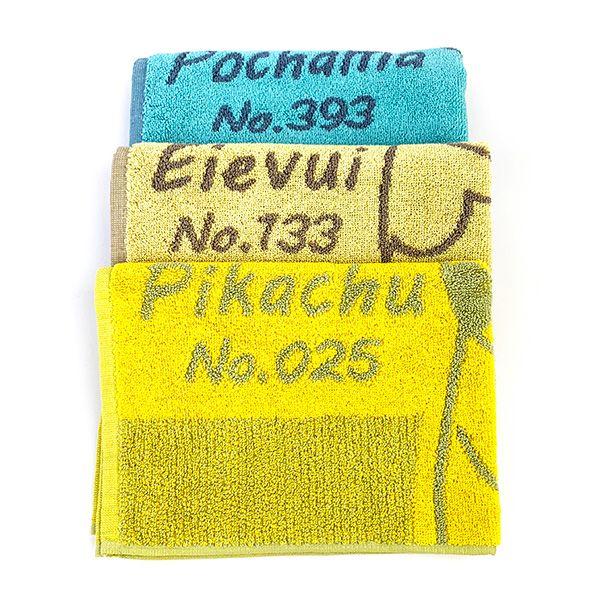 Pochama
No.393
Eievui
No.133
Pikachu
No.025